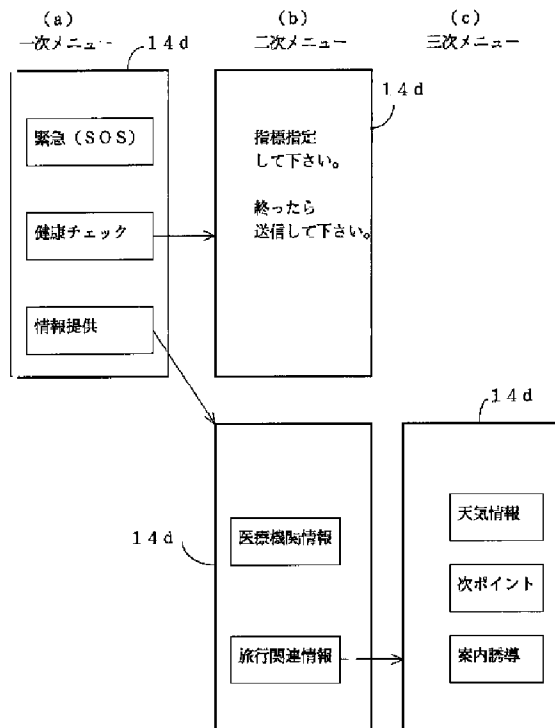 (a)
一次メニュー
14d
(b)
二次メニュー
(c)
三次メニュー
緊急(SOS)
健康チェック
情報提供
14d
指標指定
して下さい。
終ったら
送信して下さい。
14d
医療機関情報
旅行関連情報
14d
天気情報
次ポイント
案内誘導